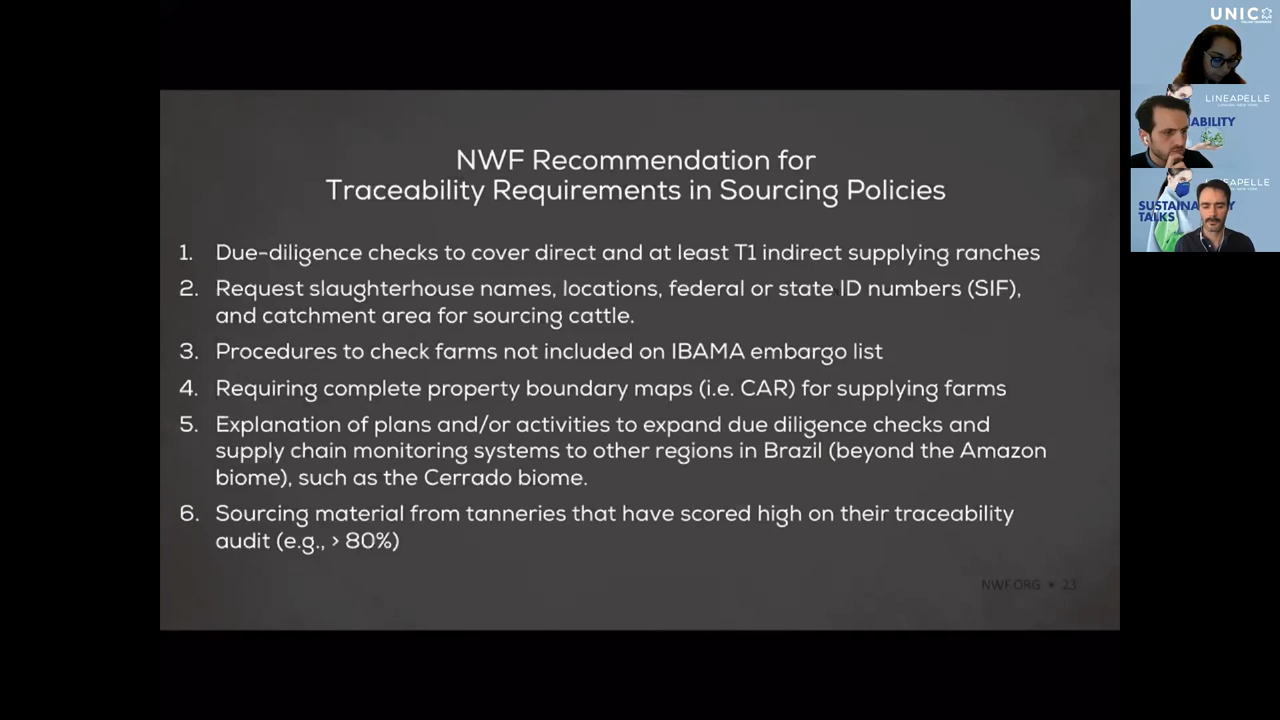 NWF Recommendation for
Traceability Requirements in Sourcing Policies
1. Due-diligence checks to cover direct and at least T1 indirect supplying ranches
2. Request slaughterhouse names, locations, federal or state ID numbers (SIF),
and catchment area for sourcing cattle.
3. Procedures to check farms not included on IBAMA embargo list
4. Requiring complete property boundary maps (i.e. CAR) for supplying farms
5. Explanation of plans and/or activities to expand due diligence checks and
supply chain monitoring systems to other regions in Brazil (beyond the Amazon
biome), such as the Cerrado biome.
6. Sourcing material from tanneries that have scored high on their traceability
audit (e.g., > 80%)
NWF.ORG • 23
UNIC
LINEAPELLE
ABILITY
EAPELLE
SUSTAINA Y
TALKS